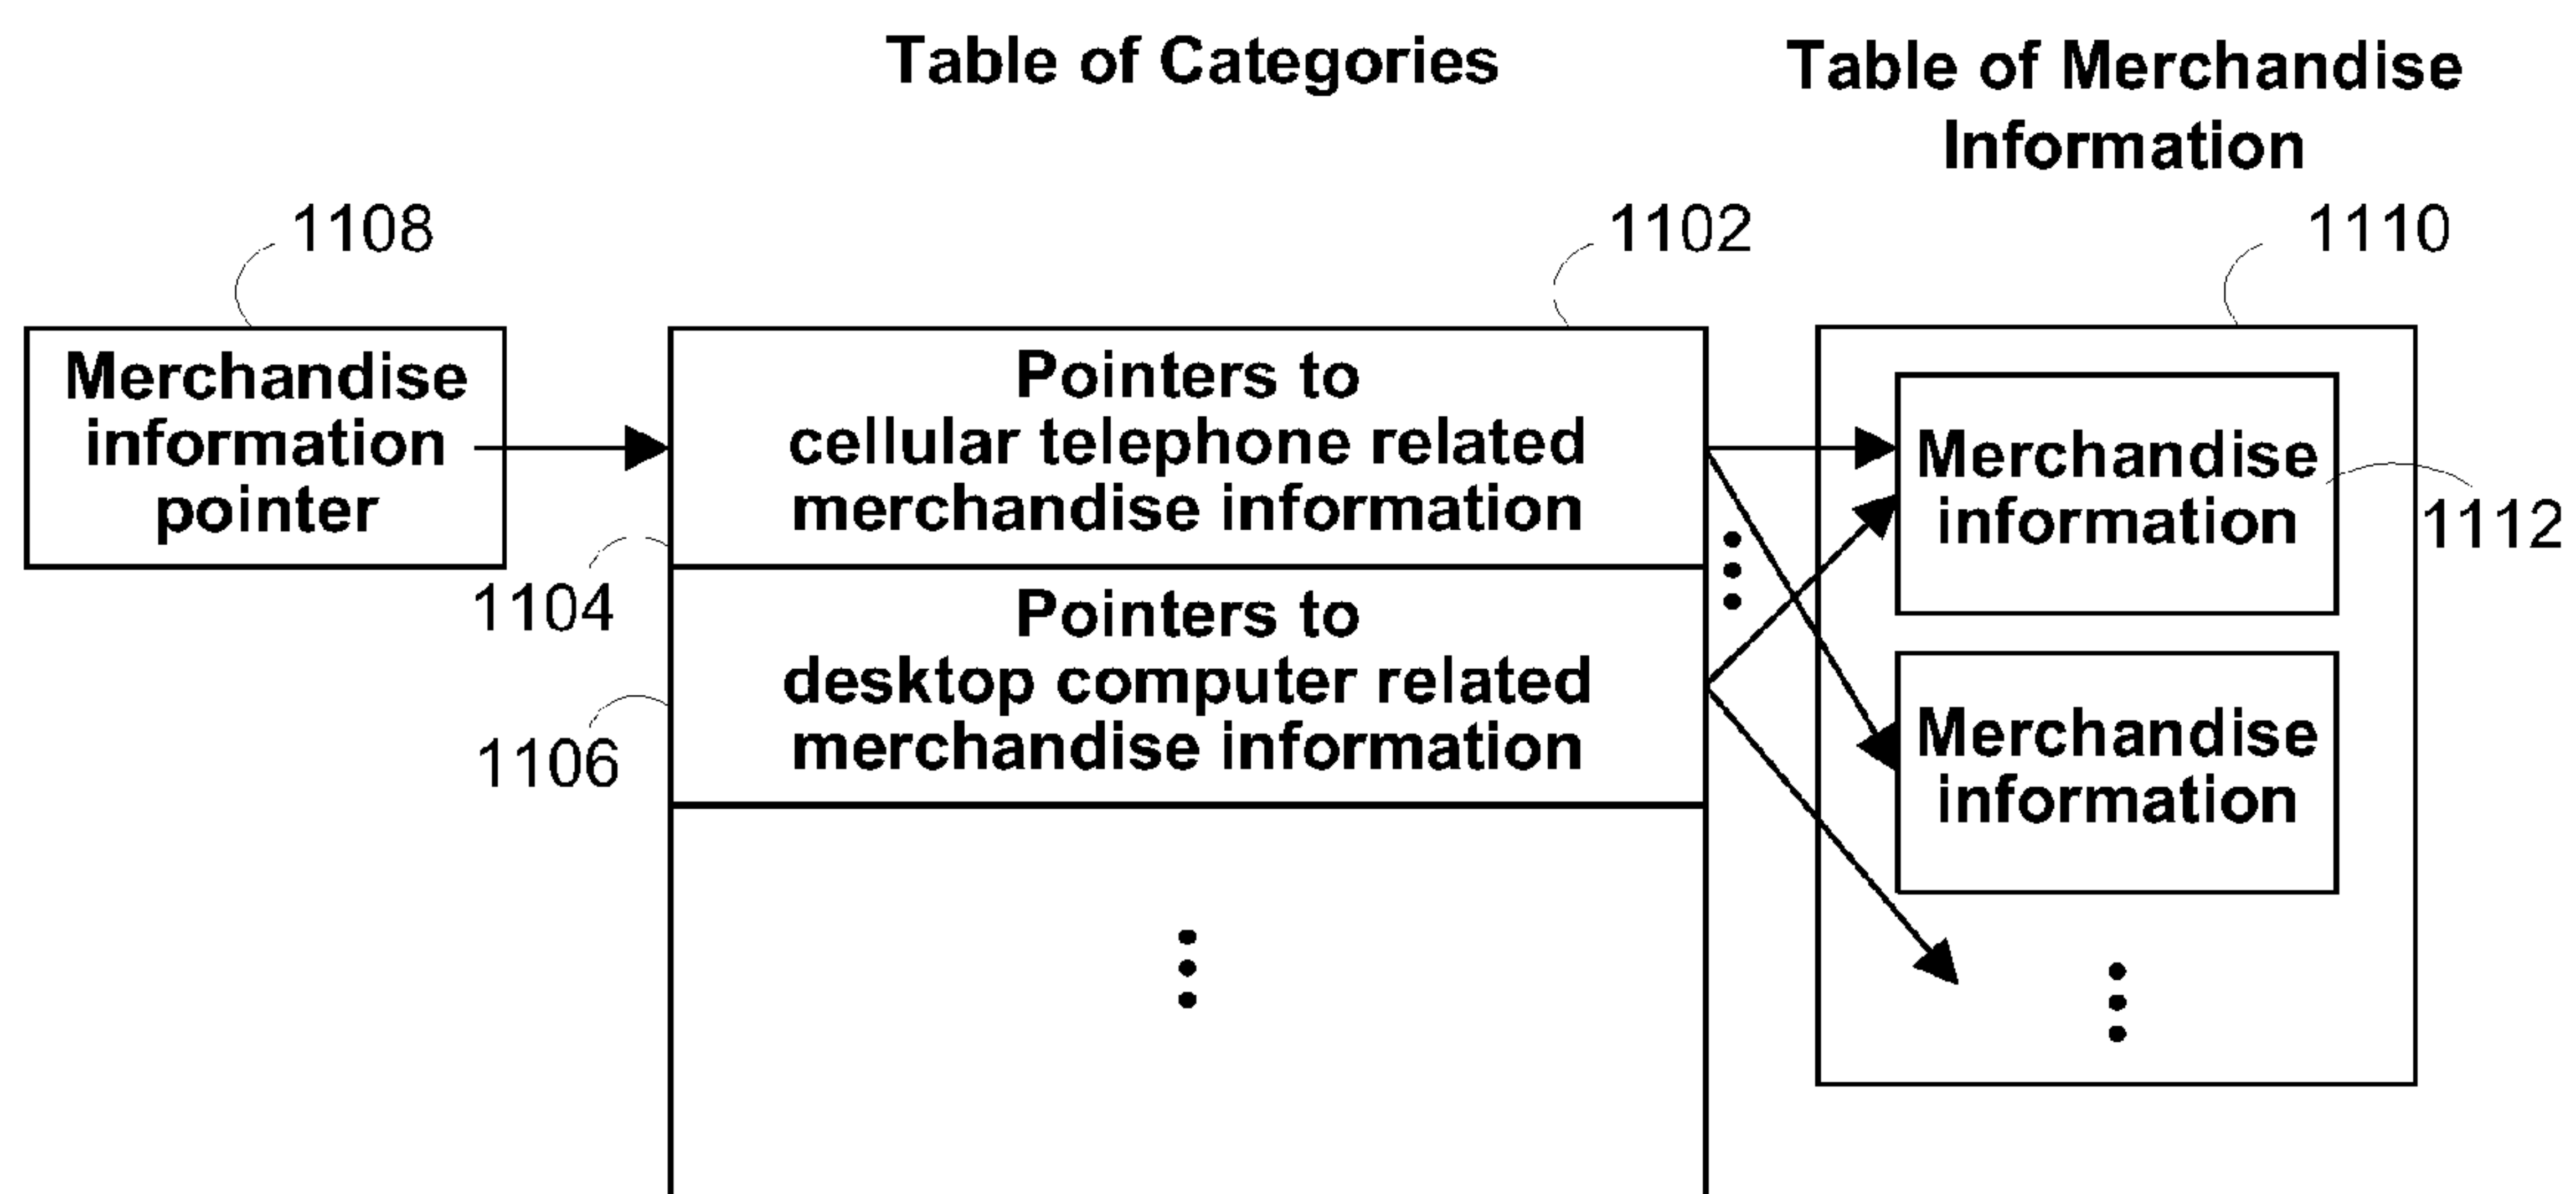 Table of Categories
Table of Merchandise
Information
1108
1102
1110
Merchandise
information
pointer
Pointers to
cellular telephone related
merchandise information
Merchandise
information
1112
1104
Pointers to
desktop computer related
merchandise information
1106
Merchandise
information